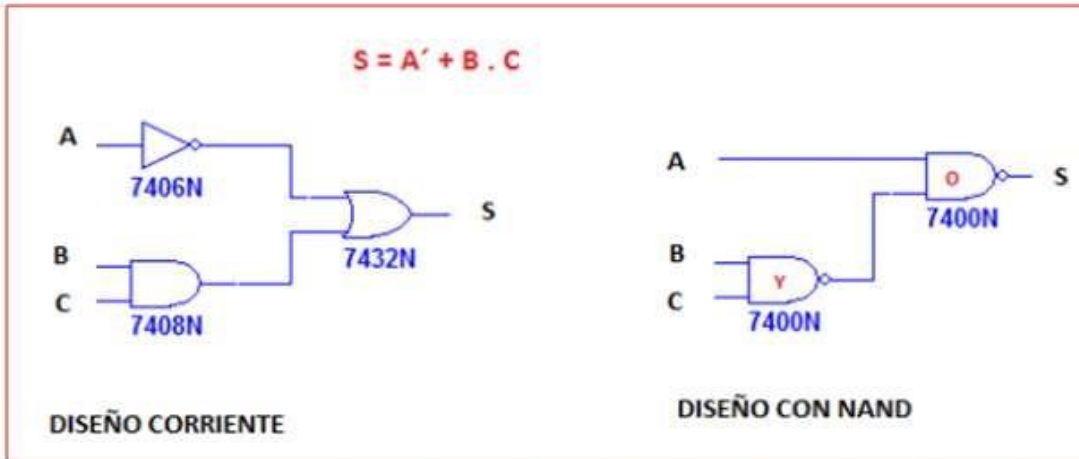 S = A´ + B . C
A
7406N
B
C
7408N
7432N
S
DISEÑO CORRIENTE
A
O
7400N
S
B
C
Y
7400N
DISEÑO CON NAND